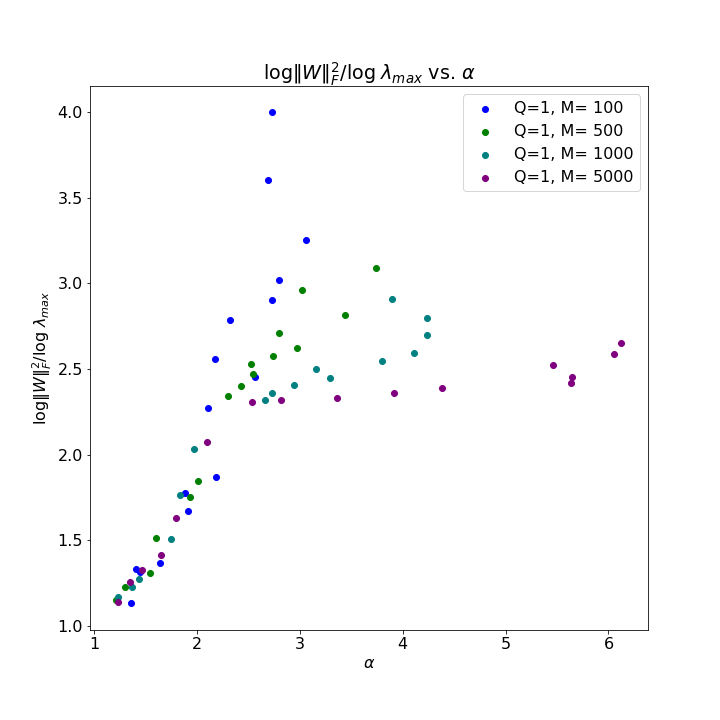 log‖W‖²_F/log λ_max vs. α
Q=1, M= 100
Q=1, M= 500
Q=1, M= 1000
Q=1, M= 5000
log‖W‖²_F/log λ_max
4.0
3.5
3.0
2.5
2.0
1.5
1.0
1 2 3 4 5 6
α